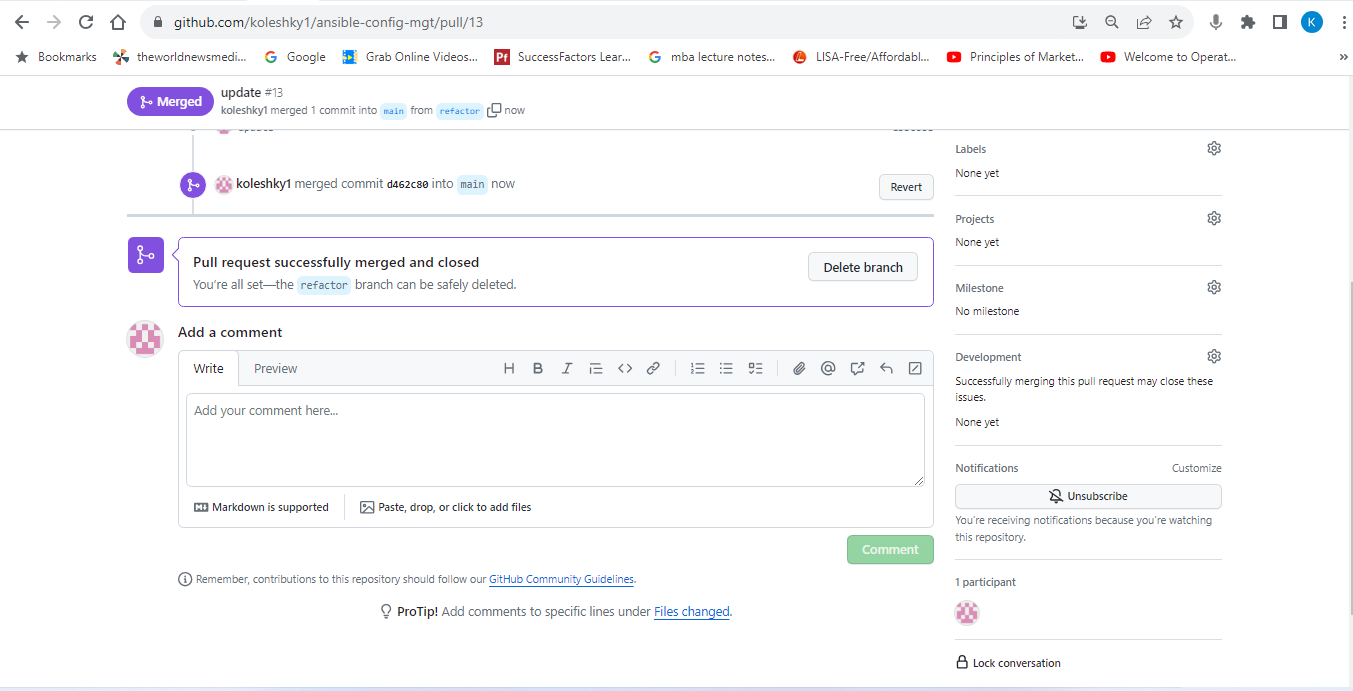 github.com/koleshky1/ansible-config-mgt/pull/13
K
Bookmarks
theworldnewsmedi...
Google
Grab Online Videos...
SuccessFactors Lear...
mba lecture notes...
LISA-Free/Affordabl...
Principles of Market...
Welcome to Operat...
»
Merged
update #13
koleshky1 merged 1 commit into main from refactor now
koleshky1 merged commit d462c80 into main now
Revert
Pull request successfully merged and closed
You're all set—the refactor branch can be safely deleted.
Delete branch
Add a comment
Write
Preview
Add your comment here...
Markdown is supported
Paste, drop, or click to add files
Comment
Remember, contributions to this repository should follow our GitHub Community Guidelines.
ProTip! Add comments to specific lines under Files changed.
Labels
None yet
Projects
None yet
Milestone
No milestone
Development
Successfully merging this pull request may close these
issues.
None yet
Notifications
Customize
Unsubscribe
You're receiving notifications because you're watching
this repository.
1 participant
Lock conversation